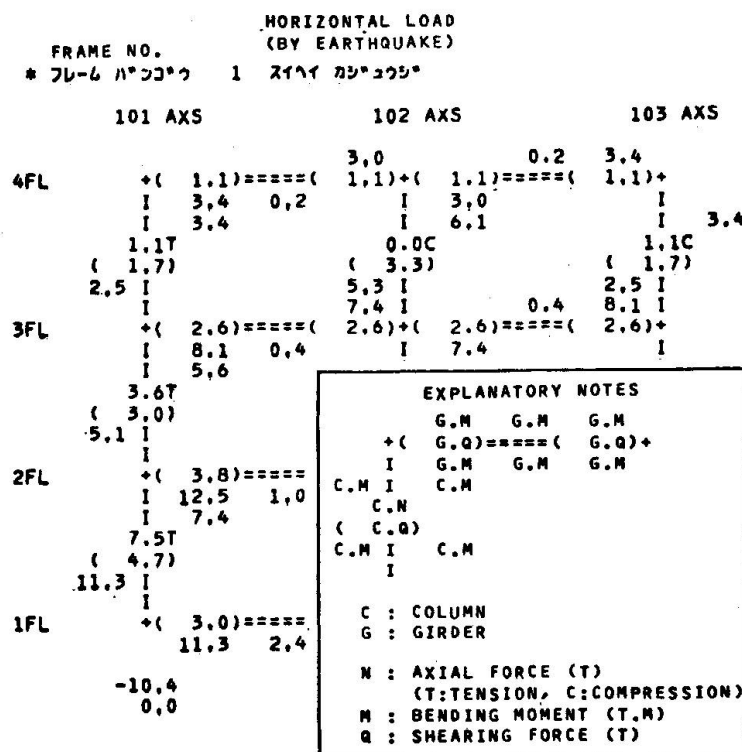 HORIZONTAL LOAD
FRAME NO. (BY EARTHQUAKE)
* フレーム バンゴウ 1 スイヘイ カジュウジ
101 AXS 102 AXS 103 AXS
3,0 0.2 3.4
4FL +( 1.1)=====( 1,1)+( 1.1)=====( 1,1)+
I 3,4 0,2 I 3,0 I
I 3.4 I 6,1 I 3.4
1.1T 0.0C 1.1C
( 1,7) ( 3.3) ( 1.7)
2,5 I 5,3 I 2,5 I
I 7.4 I 0.4 8.1 I
3FL +( 2.6)=====( 2.6)+( 2.6)=====( 2,6)+
I 8.1 0,4 I 7.4 I
I 5,6
3.6T
( 3,0)
5,1 I
I
2FL +( 3,8)=====
I 12,5 1,0
I 7,4
7.5T
( 4,7)
11,3 I
I
1FL +( 3,0)=====
11,3 2,4
-10,4
0,0
EXPLANATORY NOTES
G.M G.M G.M
+( G.Q)=====( G.Q)+
I G.M G.M G.M
C.M I C.M
C.N
( C.Q)
C.M I C.M
I
C : COLUMN
G : GIRDER
N : AXIAL FORCE (T)
(T:TENSION, C:COMPRESSION)
M : BENDING MOMENT (T.M)
Q : SHEARING FORCE (T)